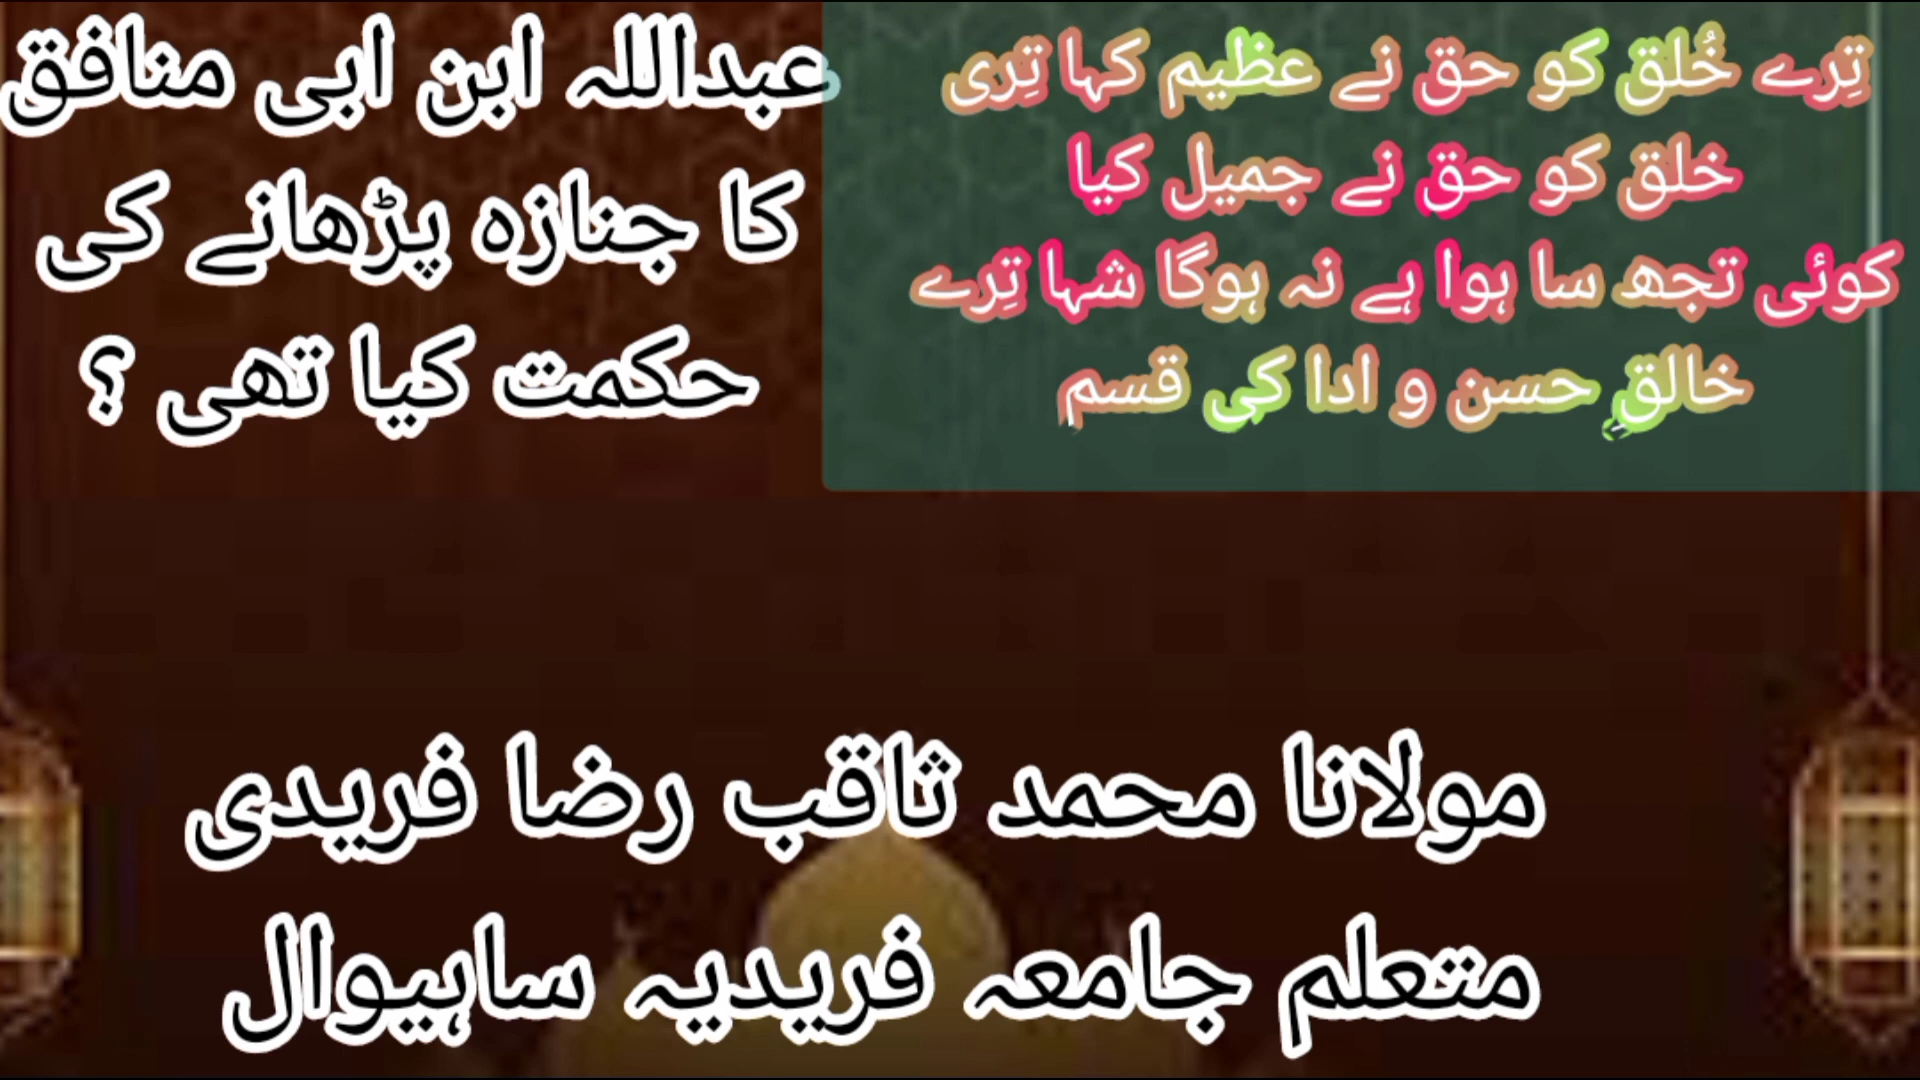 تِرے خُلق کو حق نے عظیم کہا تِری
خلق کو حق نے جمیل کیا
کوئی تجھ سا ہوا ہے نہ ہوگا شہا تِرے
خالقِ حسن و ادا کی قسم
عبداللہ ابن ابی منافق
کا جنازہ پڑھانے کی
حکمت کیا تھی ؟
مولانا محمد ثاقب رضا فریدی
متعلم جامعہ فریدیہ ساہیوال